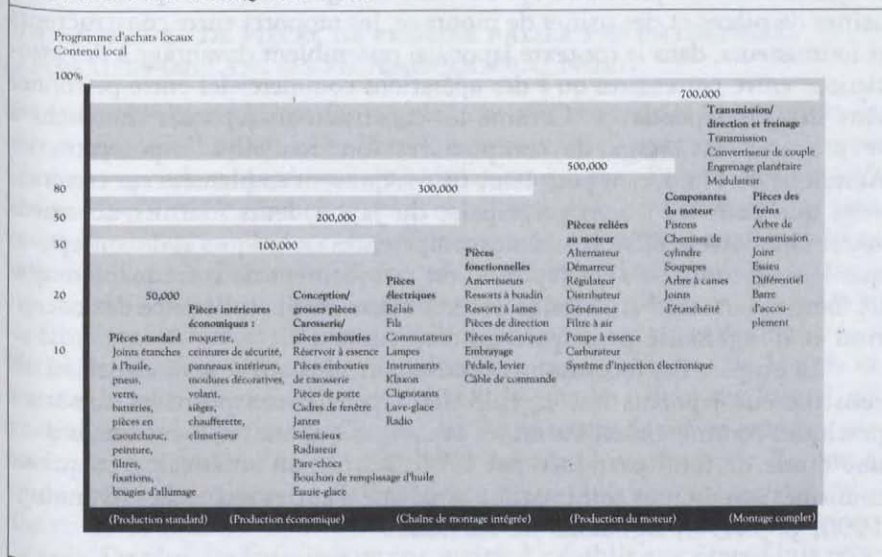 Programme d'achats locaux
Contenu local
100%
80
50
30
20
10
50,000
100,000
200,000
300,000
500,000
700,000
Pièces standard
Joints étanches
à l'huile,
pneus,
verre,
batteries,
pièces en
caoutchouc,
peinture,
filtres,
fixations,
bougies d'allumage
Pièces intérieures
économiques :
moquette,
ceintures de sécurité,
panneaux intérieurs,
moulures décoratives,
volant,
sièges,
chaufferette,
climatiseur
Conception/
grosses pièces
Carosserie/
pièces embouties
Réservoir à essence
Pièces embouties
de carosserie
Pièces de porte
Cadres de fenêtre
Jantes
Silencieux
Radiateur
Pare-chocs
Bouchon de remplissage d'huile
Essuie-glace
Pièces
électriques
Relais
Fils
Commutateurs
Lampes
Instruments
Klaxon
Clignotants
Lave-glace
Radio
Pièces
fonctionnelles
Amortiseurs
Ressorts à boudin
Ressorts à lames
Pièces de direction
Pièces mécaniques
Embrayage
Pédale, levier
Câble de commande
Pièces reliées
au moteur
Alternateur
Démarreur
Régulateur
Distributeur
Générateur
Filtre à air
Pompe à essence
Carburateur
Système d'injection électronique
Composantes
du moteur
Pistons
Chemises de
cylindre
Soupapes
Arbre à cames
Joints
d'étanchéité
Transmission/
direction et freinage
Transmission
Convertisseur de couple
Engrenage planétaire
Modulateur
Pièces des
freins
Arbre de
transmission
Joint
Essieu
Différentiel
Barre
d'accou-
plement
(Production standard) (Production économique) (Chaîne de montage intégrée) (Production du moteur) (Montage complet)